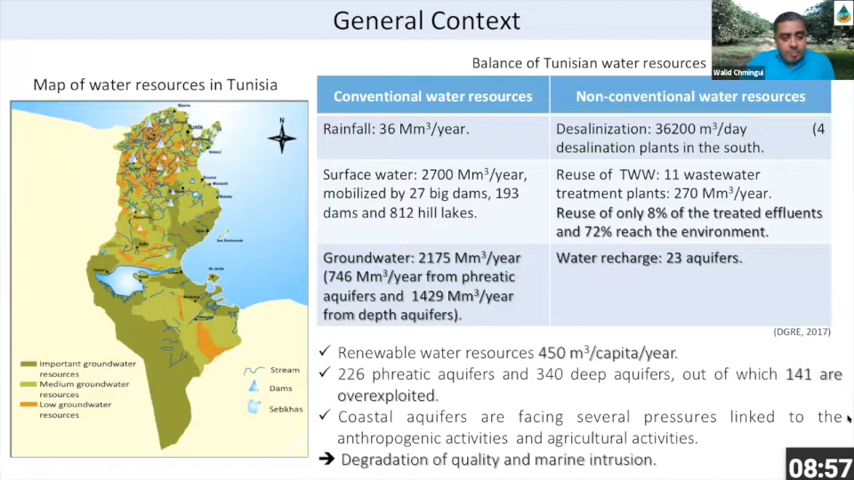 General Context
Walid Chmingui
Balance of Tunisian water resources
Map of water resources in Tunisia
N
Important groundwater
resources
Medium groundwater
resources
Low groundwater
resources
Stream
Dams
Sebkhas
Conventional water resources
Non-conventional water resources
Rainfall: 36 Mm³/year.
Desalinization: 36200 m³/day (4
desalination plants in the south.
Surface water: 2700 Mm³/year,
mobilized by 27 big dams, 193
dams and 812 hill lakes.
Reuse of TWW: 11 wastewater
treatment plants: 270 Mm³/year.
Reuse of only 8% of the treated effluents
and 72% reach the environment.
Groundwater: 2175 Mm³/year
(746 Mm³/year from phreatic
aquifers and 1429 Mm³/year
from depth aquifers).
Water recharge: 23 aquifers.
(DGRE, 2017)
✓ Renewable water resources 450 m³/capita/year.
✓ 226 phreatic aquifers and 340 deep aquifers, out of which 141 are
overexploited.
✓ Coastal aquifers are facing several pressures linked to the
anthropogenic activities and agricultural activities.
➔ Degradation of quality and marine intrusion.
08:57